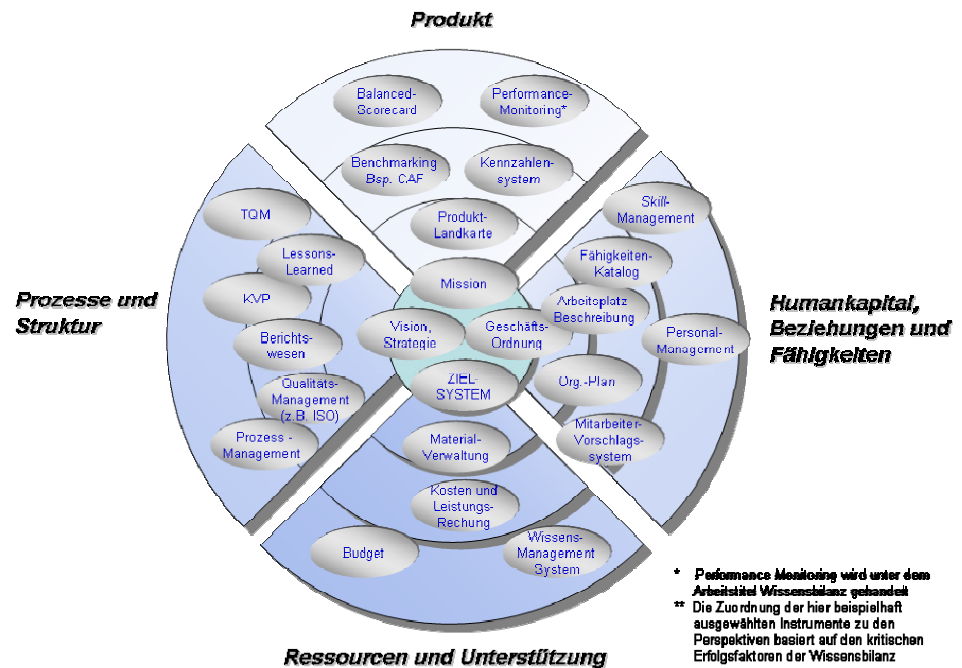 Produkt
Balanced-
Scorecard
Performance-
Monitoring*
Benchmarking
Bsp. CAF
Kennzahlen-
system
Produkt-
Landkarte
Prozesse und
Struktur
TQM
Lessons-
Learned
KVP
Berichts-
wesen
Qualitäts-
Management
(z.B. ISO)
Prozess -
Management
Mission
Vision,
Strategie
Geschäfts-
Ordnung
ZIEL-
SYSTEM
Humankapital,
Beziehungen und
Fähigkeiten
Skill-
Management
Fähigkeiten-
Katalog
Arbeitsplatz
Beschreibung
Personal-
Management
Org.-Plan
Mitarbeiter-
Vorschlags-
system
Material-
Verwaltung
Kosten und
Leistungs-
Rechung
Budget
Wissens-
Management
System
Ressourcen und Unterstützung
* Performance Monitoring wird unter dem
Arbeitstitel Wissensbilanz gehandelt
** Die Zuordnung der hier beispielhaft
ausgewählten Instrumente zu den
Perspektiven basiert auf den kritischen
Erfolgsfaktoren der Wissensbilanz